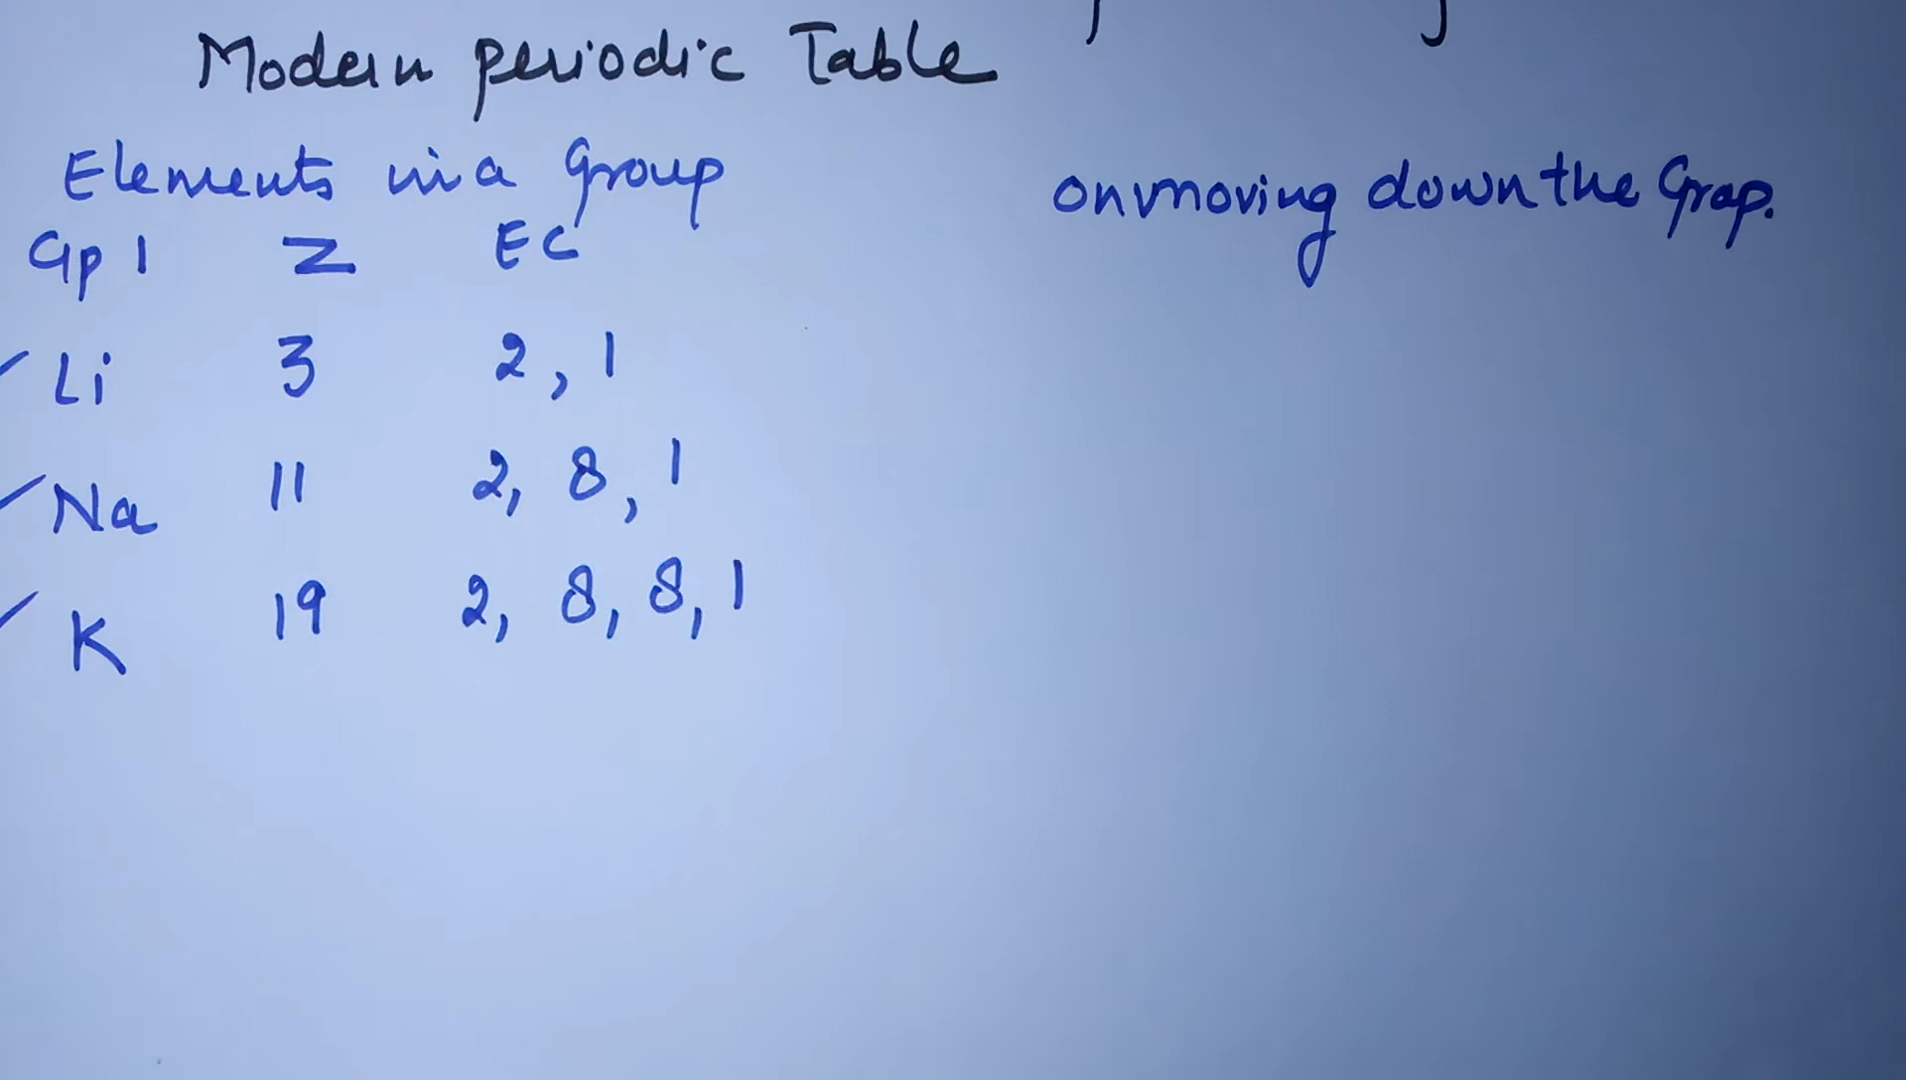 Modern periodic Table
Elements in a Group
Gp 1 Z EC
Li 3 2, 1
Na 11 2, 8, 1
K 19 2, 8, 8, 1
on moving down the Grap.